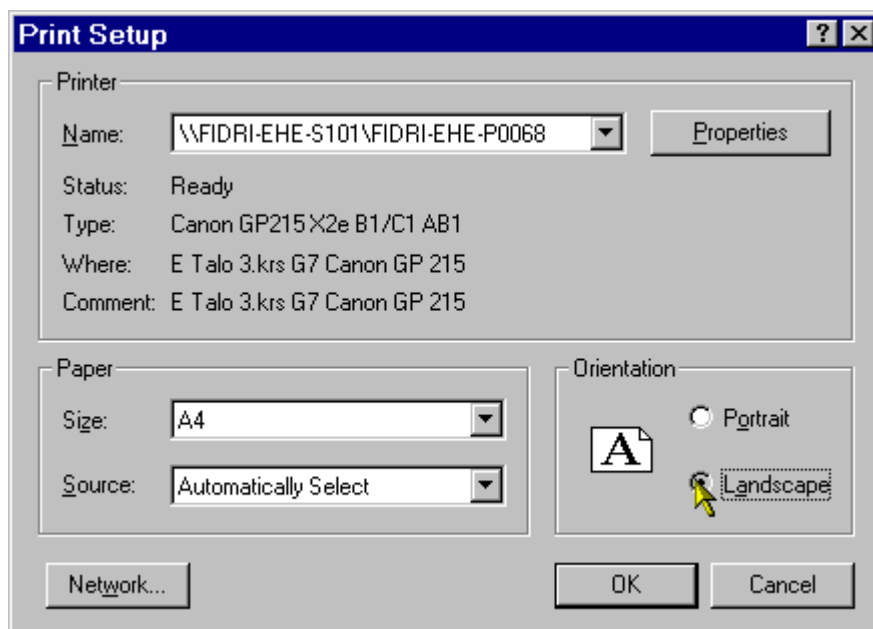 Print Setup
Printer
Name: \\FIDRI-EHE-S101\FIDRI-EHE-P0068 Properties
Status: Ready
Type: Canon GP215 X2e B1/C1 AB1
Where: E Talo 3.krs G7 Canon GP 215
Comment: E Talo 3.krs G7 Canon GP 215
Paper
Size: A4
Source: Automatically Select
Orientation
A
Portrait
Landscape
Network... OK Cancel